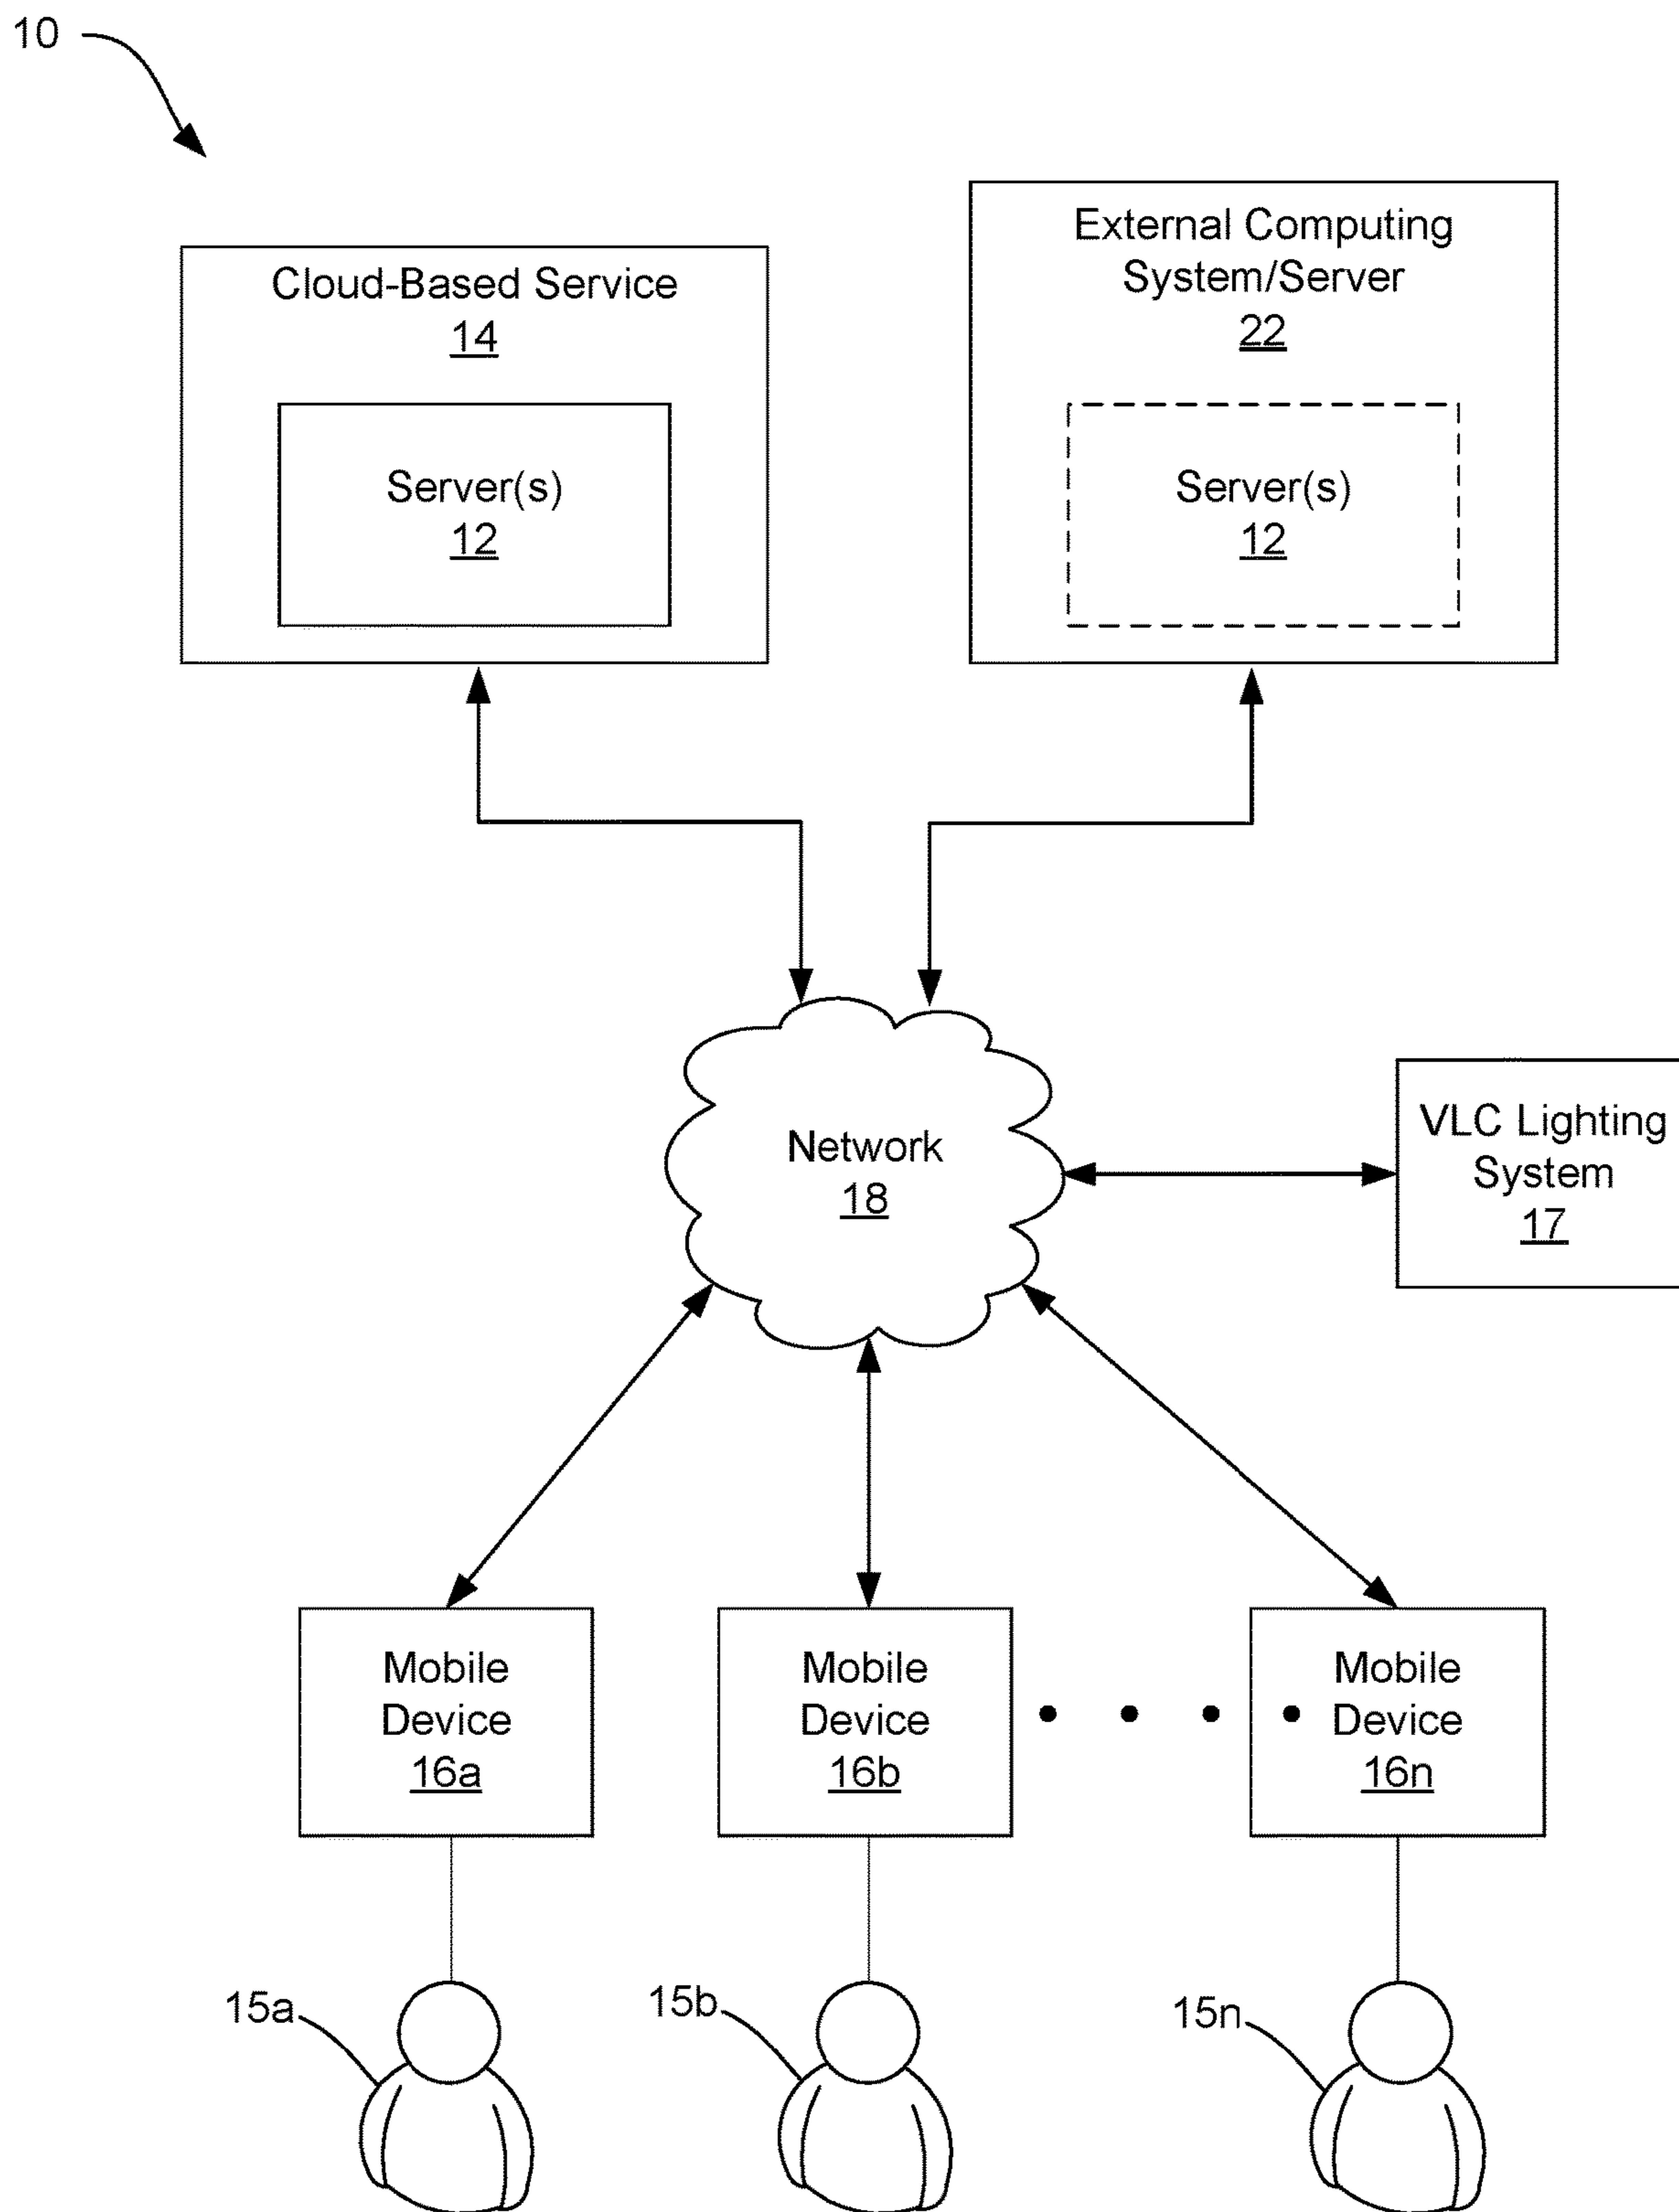 10
Cloud-Based Service
14
Server(s)
12
External Computing
System/Server
22
Server(s)
12
Network
18
VLC Lighting
System
17
Mobile
Device
16a
Mobile
Device
16b
Mobile
Device
16n
15a
15b
15n